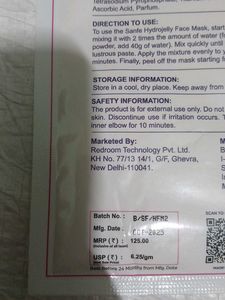 Tetrasodium Pyrophosphate,
Ascorbic Acid, Parfum.
DIRECTION TO USE:
To use the Sanfe Hydrojelly Face Mask, start
mixing it with 2 times the amount of water (f
powder, add 40g of water). Mix quickly until
lustrous paste. Apply the mixture evenly to y
minutes. Finally, peel off the mask starting f
STORAGE INFORMATION:
Store in a cool, dry place. Keep away from
SAFETY INFORMATION:
The product is for external use only. Do no
skin. Discontinue use if irritation occurs. T
inner elbow for 10 minutes.
Marketed By:
Redroom Technology Pvt. Ltd.
KH No. 77/13 14/1, G/F, Ghevra,
New Delhi-110041.
Batch No. :
Mfg. Date :
MRP (₹) : 125.00
USP (₹) : 6.25/gm
Best Before 24 Months from Mfg. Date
SCAN